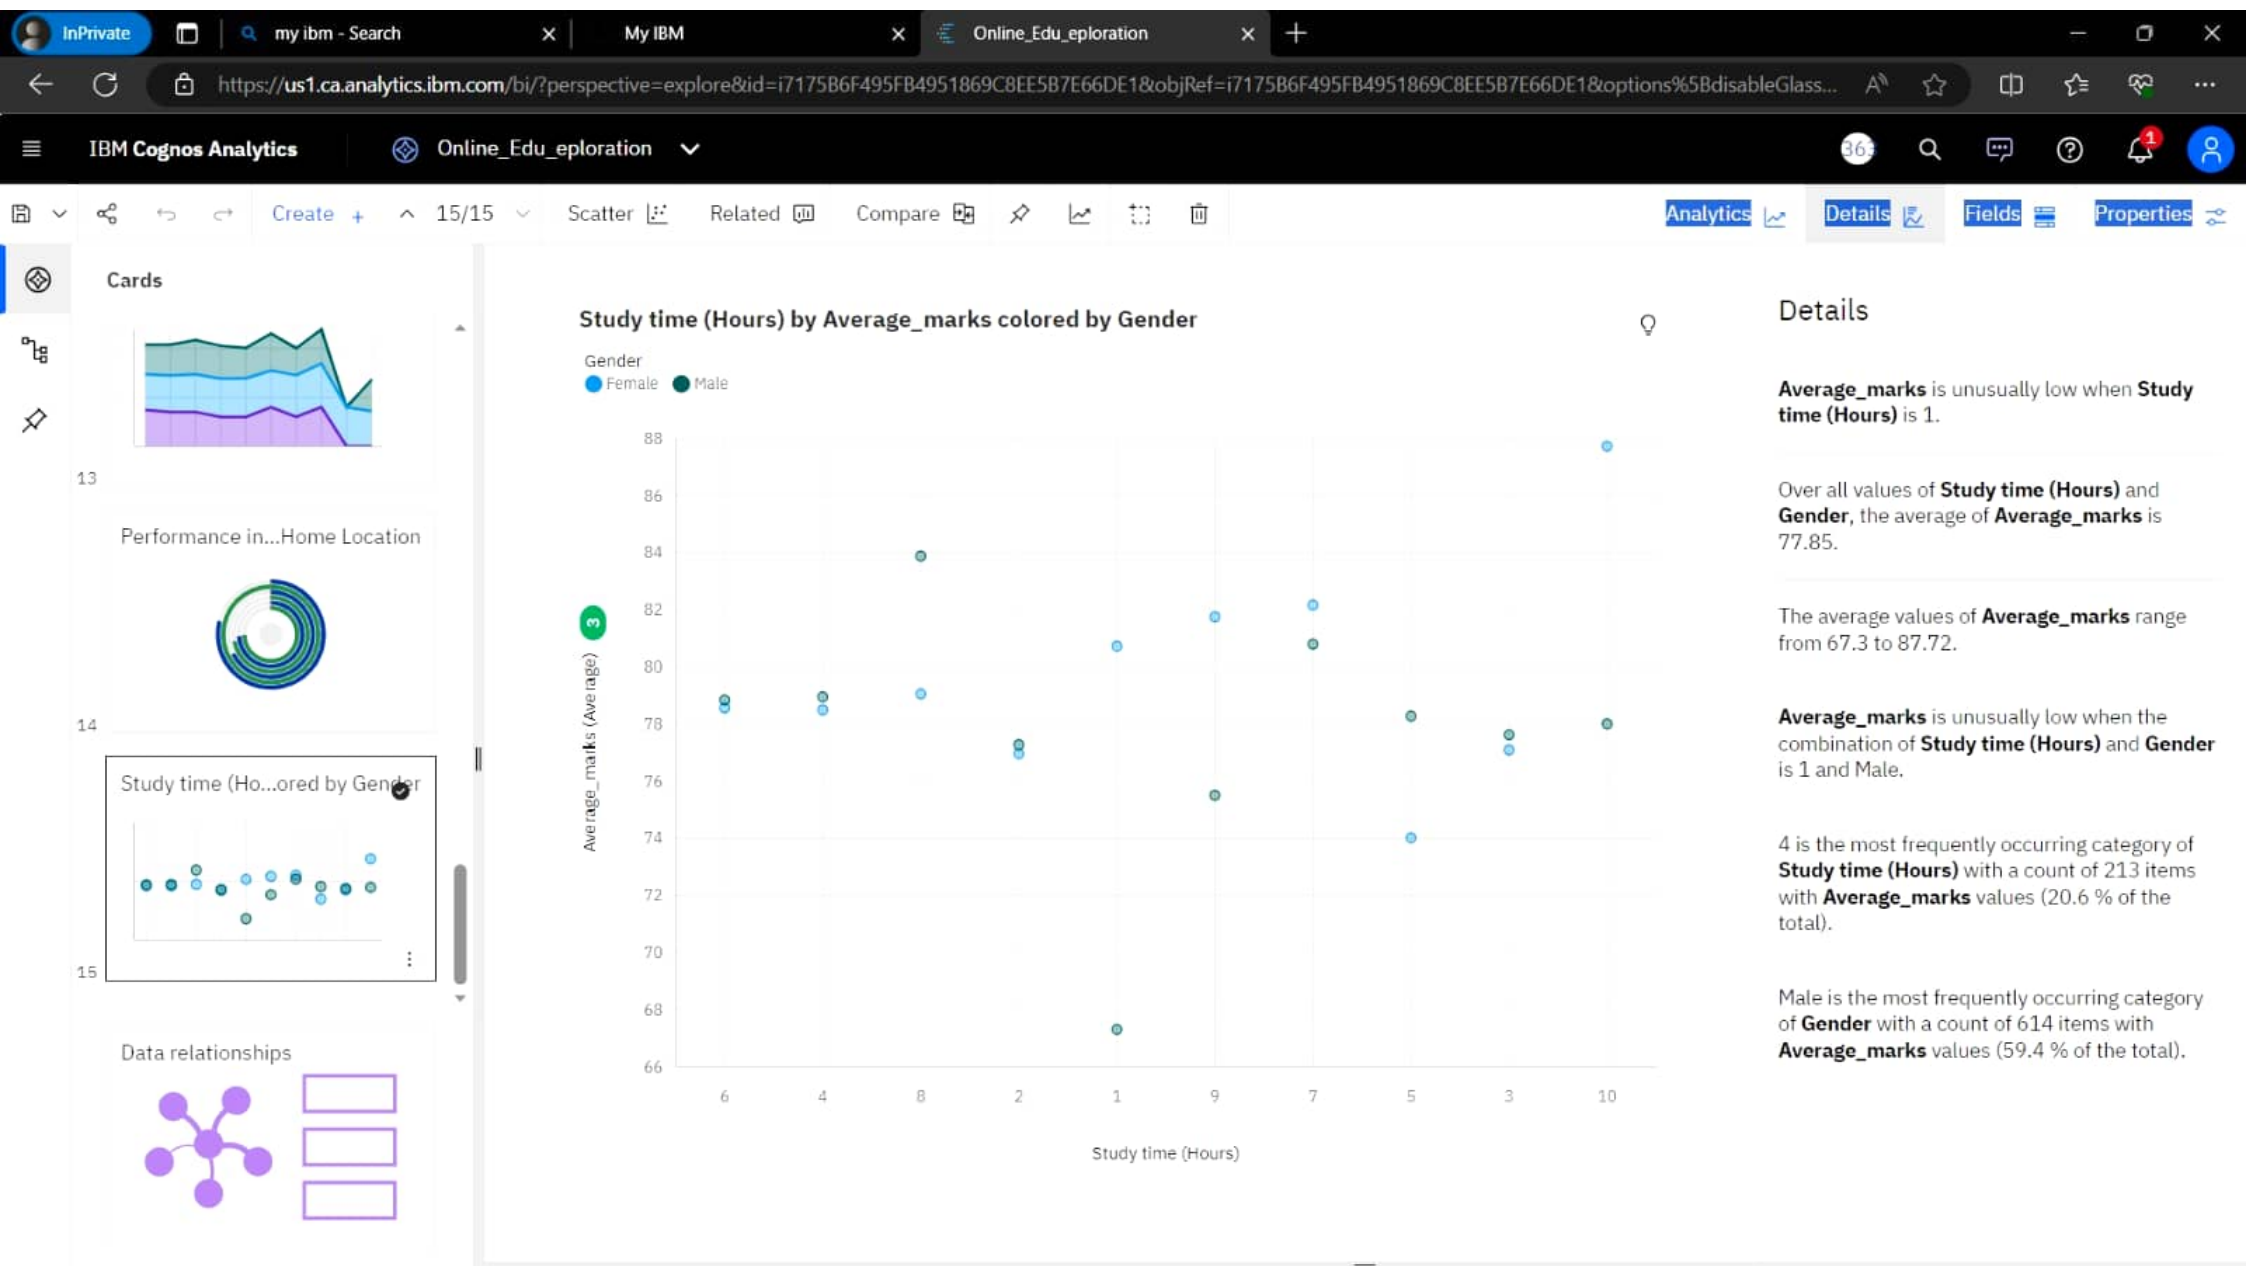 InPrivate
my ibm - Search
My IBM
Online_Edu_eploration
https://us1.ca.analytics.ibm.com/bi/?perspective=explore&id=i7175B6F495FB4951869C8EE5B7E66DE1&objRef=i7175B6F495FB4951869C8EE5B7E66DE1&options%5BdisableGlass...
IBM Cognos Analytics
Online_Edu_eploration
363
1
Create +
15/15
Scatter
Related
Compare
Analytics
Details
Fields
Properties
Cards
13
Performance in...Home Location
14
Study time (Ho...ored by Gender
15
Data relationships
Study time (Hours) by Average_marks colored by Gender
Gender
Female Male
88
86
84
82
80
78
76
74
72
70
68
66
3
Average_marks (Average)
6 4 8 2 1 9 7 5 3 10
Study time (Hours)
Details
Average_marks is unusually low when Study
time (Hours) is 1.
Over all values of Study time (Hours) and
Gender, the average of Average_marks is
77.85.
The average values of Average_marks range
from 67.3 to 87.72.
Average_marks is unusually low when the
combination of Study time (Hours) and Gender
is 1 and Male.
4 is the most frequently occurring category of
Study time (Hours) with a count of 213 items
with Average_marks values (20.6 % of the
total).
Male is the most frequently occurring category
of Gender with a count of 614 items with
Average_marks values (59.4 % of the total).